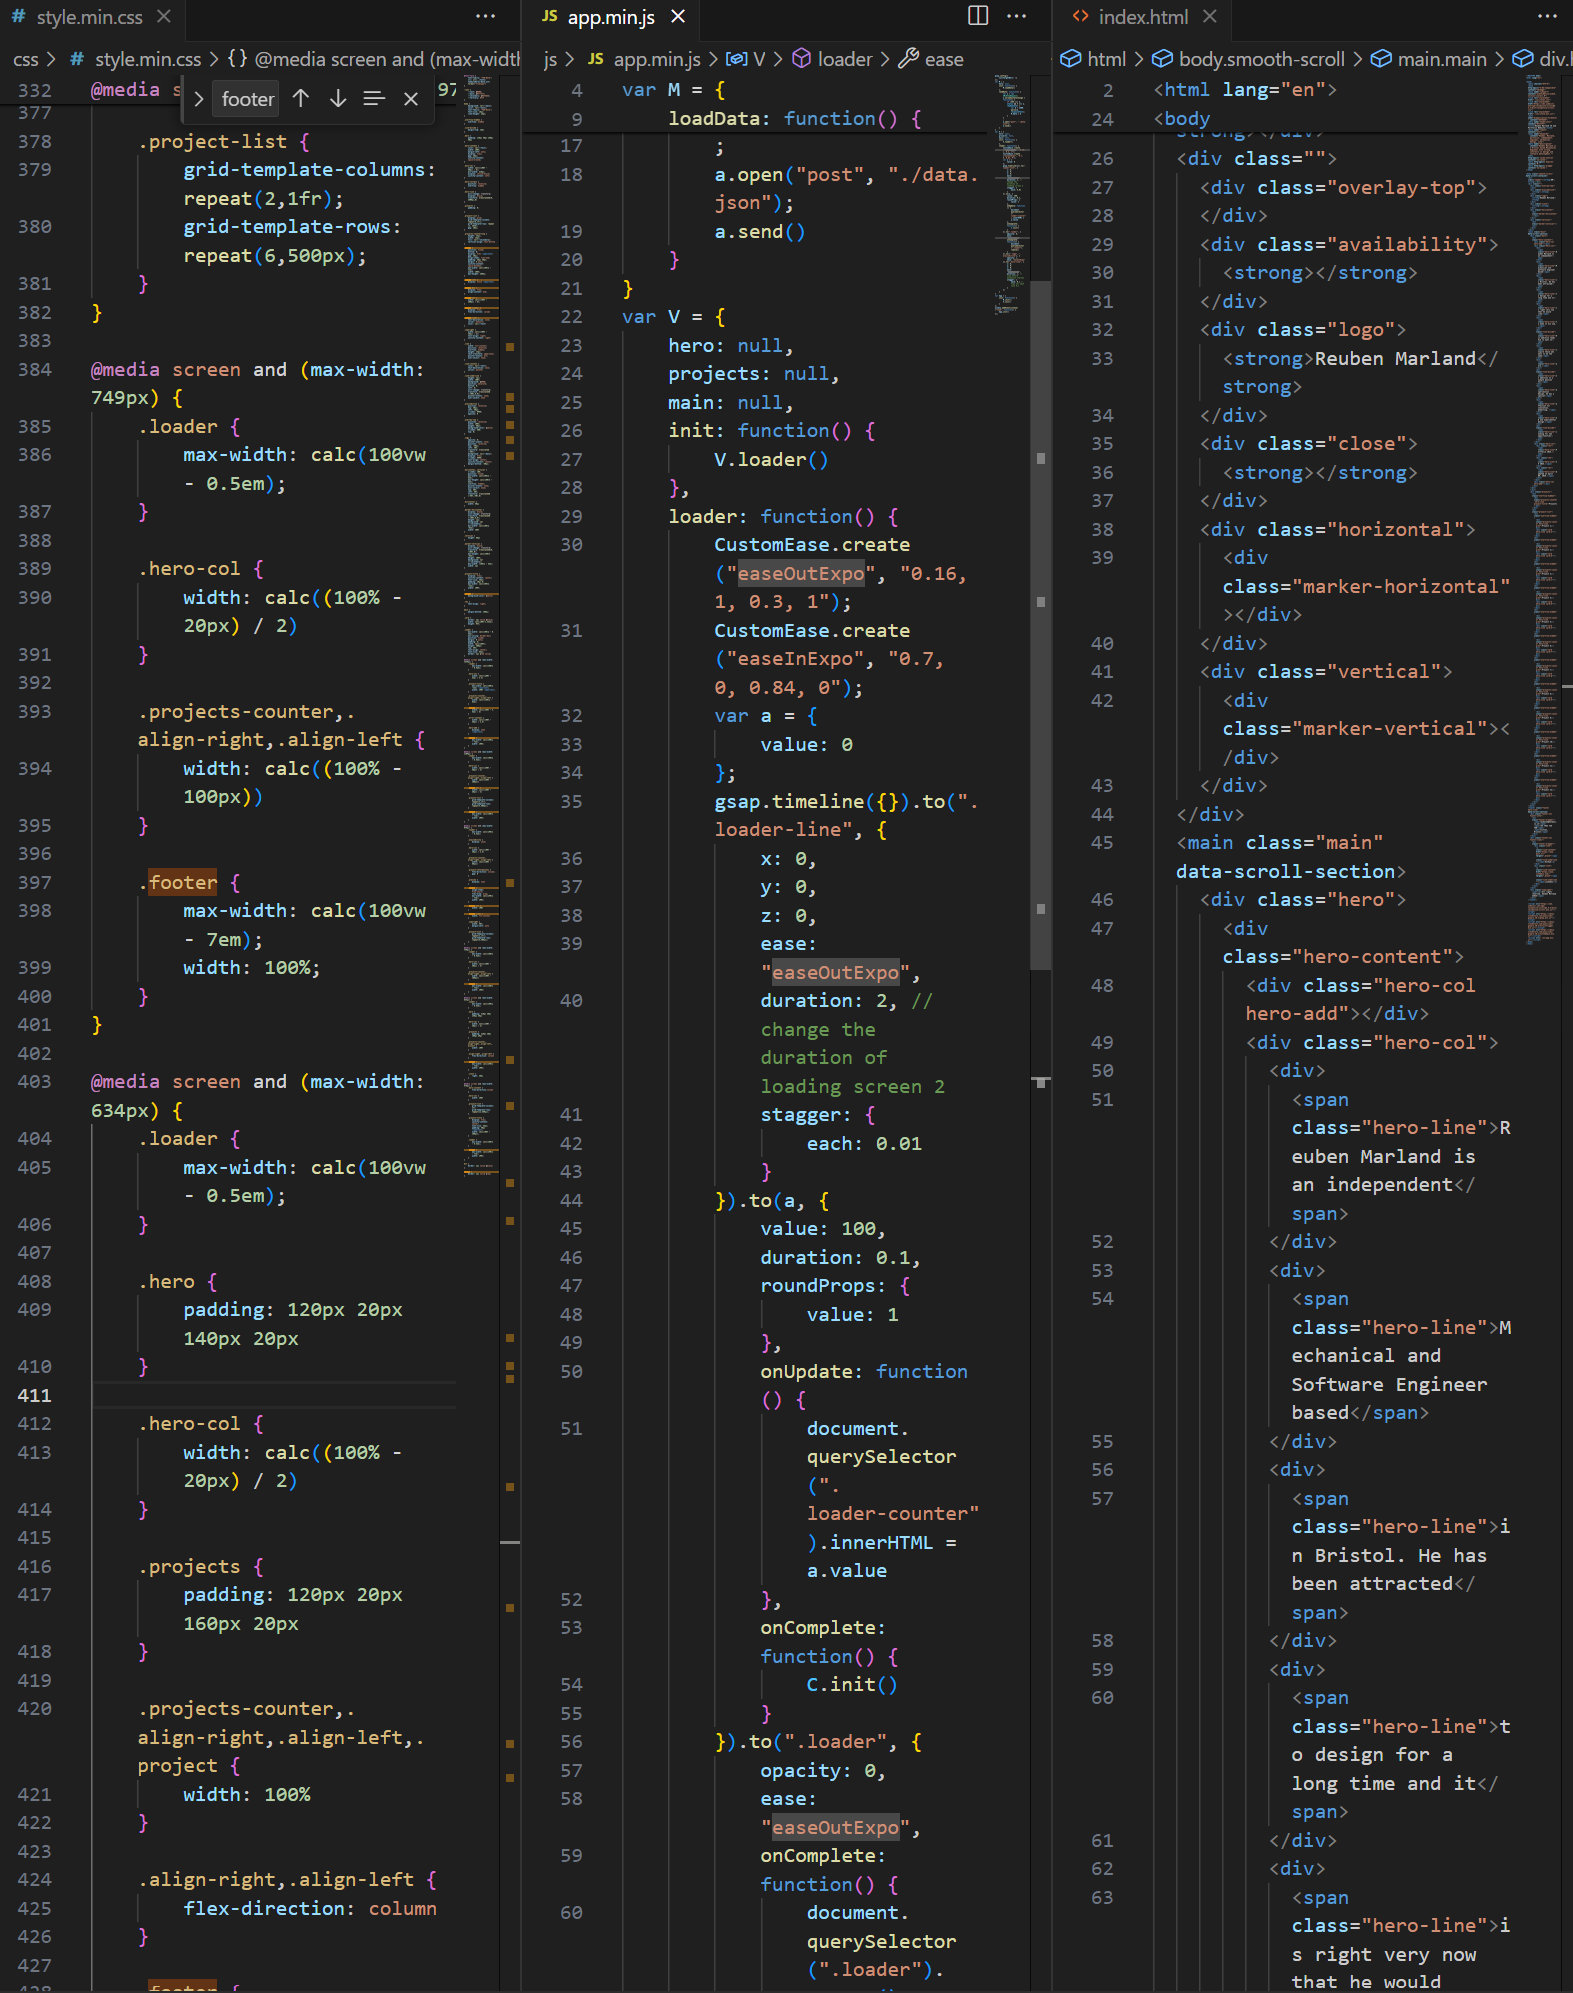 # style.min.css
css > # style.min.css > {} @media screen and (max-width
footer
332 @media s 97
377
378 .project-list {
379 grid-template-columns:
repeat(2,1fr);
380 grid-template-rows:
repeat(6,500px);
381 }
382 }
383
384 @media screen and (max-width:
749px) {
385 .loader {
386 max-width: calc(100vw
- 0.5em);
387 }
388
389 .hero-col {
390 width: calc((100% -
20px) / 2)
391 }
392
393 .projects-counter,.
align-right,.align-left {
394 width: calc((100% -
100px))
395 }
396
397 .footer {
398 max-width: calc(100vw
- 7em);
399 width: 100%;
400 }
401 }
402
403 @media screen and (max-width:
634px) {
404 .loader {
405 max-width: calc(100vw
- 0.5em);
406 }
407
408 .hero {
409 padding: 120px 20px
140px 20px
410 }
411
412 .hero-col {
413 width: calc((100% -
20px) / 2)
414 }
415
416 .projects {
417 padding: 120px 20px
160px 20px
418 }
419
420 .projects-counter,.
align-right,.align-left,.
project {
421 width: 100%
422 }
423
424 .align-right,.align-left {
425 flex-direction: column
426 }
427
428 .footer {
JS app.min.js
js > JS app.min.js > V > loader > ease
4 var M = {
9 loadData: function() {
17 ;
18 a.open("post", "./data.
json");
19 a.send()
20 }
21 }
22 var V = {
23 hero: null,
24 projects: null,
25 main: null,
26 init: function() {
27 V.loader()
28 },
29 loader: function() {
30 CustomEase.create
("easeOutExpo", "0.16,
1, 0.3, 1");
31 CustomEase.create
("easeInExpo", "0.7,
0, 0.84, 0");
32 var a = {
33 value: 0
34 };
35 gsap.timeline({}).to(".
loader-line", {
36 x: 0,
37 y: 0,
38 z: 0,
39 ease:
"easeOutExpo",
40 duration: 2, //
change the
duration of
loading screen 2
41 stagger: {
42 each: 0.01
43 }
44 }).to(a, {
45 value: 100,
46 duration: 0.1,
47 roundProps: {
48 value: 1
49 },
50 onUpdate: function
() {
51 document.
querySelector
(".
loader-counter"
).innerHTML =
a.value
52 },
53 onComplete:
function() {
54 C.init()
55 }
56 }).to(".loader", {
57 opacity: 0,
58 ease:
"easeOutExpo",
59 onComplete:
function() {
60 document.
querySelector
(".loader").
<> index.html
html > body.smooth-scroll > main.main > div.
2 <html lang="en">
24 <body
strong></div>
26 <div class="">
27 <div class="overlay-top">
28 </div>
29 <div class="availability">
30 <strong></strong>
31 </div>
32 <div class="logo">
33 <strong>Reuben Marland</
strong>
34 </div>
35 <div class="close">
36 <strong></strong>
37 </div>
38 <div class="horizontal">
39 <div
class="marker-horizontal"
></div>
40 </div>
41 <div class="vertical">
42 <div
class="marker-vertical"><
/div>
43 </div>
44 </div>
45 <main class="main"
data-scroll-section>
46 <div class="hero">
47 <div
class="hero-content">
48 <div class="hero-col
hero-add"></div>
49 <div class="hero-col">
50 <div>
51 <span
class="hero-line">R
euben Marland is
an independent</
span>
52 </div>
53 <div>
54 <span
class="hero-line">M
echanical and
Software Engineer
based</span>
55 </div>
56 <div>
57 <span
class="hero-line">i
n Bristol. He has
been attracted</
span>
58 </div>
59 <div>
60 <span
class="hero-line">t
o design for a
long time and it</
span>
61 </div>
62 <div>
63 <span
class="hero-line">i
s right very now
that he would